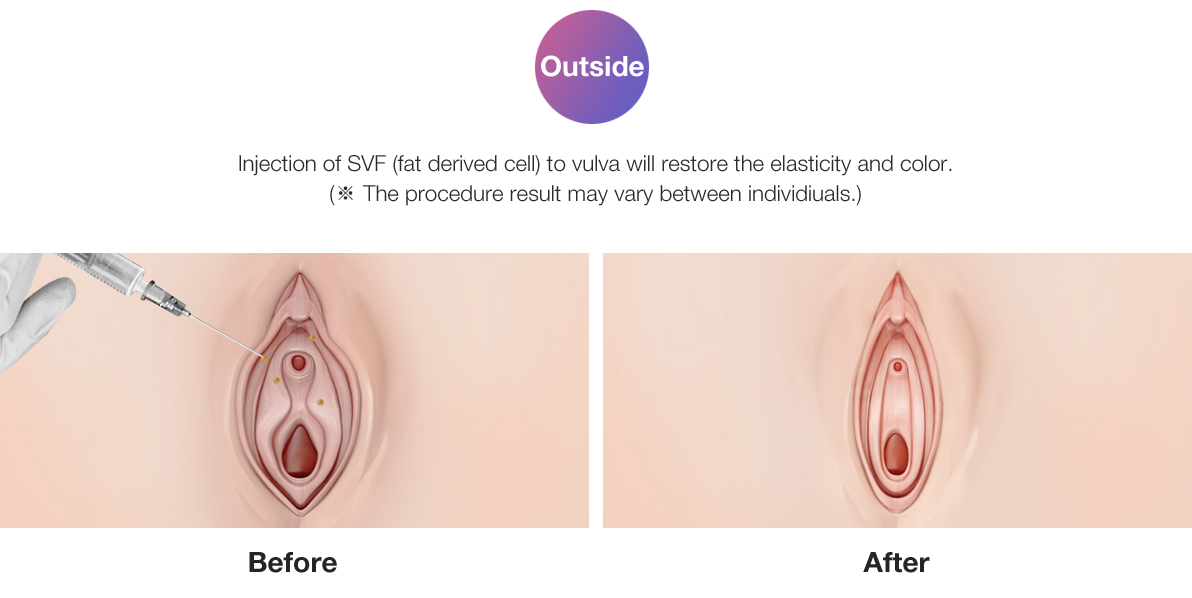 Outside
Injection of SVF (fat derived cell) to vulva will restore the elasticity and color.
(※ The procedure result may vary between individiuals.)
Before
After